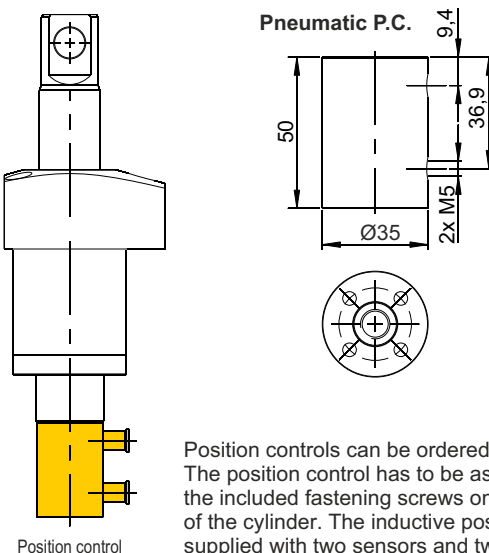 Pneumatic P.C.
9,4
36,9
50
2x M5
Ø35
Position controls can be ordered
The position control has to be as
the included fastening screws on
of the cylinder. The inductive pos
supplied with two sensors and tw
Position control